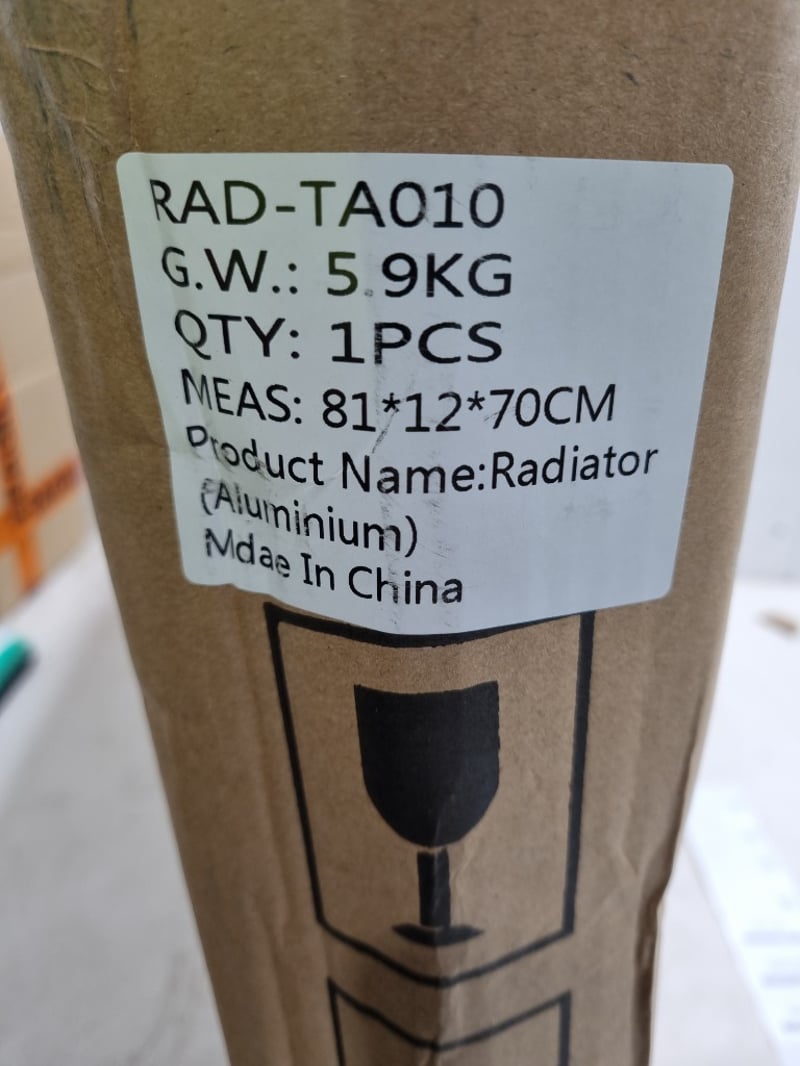 RAD-TA010
G.W.: 5.9KG
QTY: 1PCS
MEAS: 81*12*70CM
Product Name:Radiator
(Aluminium)
Mdae In China